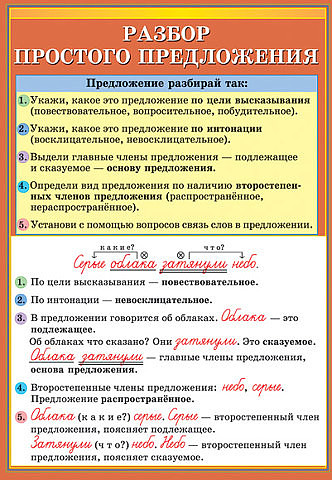 РАЗБОР
ПРОСТОГО ПРЕДЛОЖЕНИЯ
Предложение разбирай так:
1. Укажи, какое это предложение по цели высказывания
(повествовательное, вопросительное, побудительное).
2. Укажи, какое это предложение по интонации
(восклицательное, невосклицательное).
3. Выдели главные члены предложения — подлежащее
и сказуемое — основу предложения.
4. Определи вид предложения по наличию второстепен-
ных членов предложения (распространённое,
нераспространённое).
5. Установи с помощью вопросов связь слов в предложении.
какие? что?
Серые облака затянули небо.
1. По цели высказывания — повествовательное.
2. По интонации — невосклицательное.
3. В предложении говорится об облаках. Облака — это
подлежащее.
Об облаках что сказано? Они затянули. Это сказуемое.
Облака затянули — главные члены предложения,
основа предложения.
4. Второстепенные члены предложения: небо, серые.
Предложение распространённое.
5. Облака (какие?) серые. Серые — второстепенный член
предложения, поясняет подлежащее.
Затянули (что?) небо. Небо — второстепенный член
предложения, поясняет сказуемое.